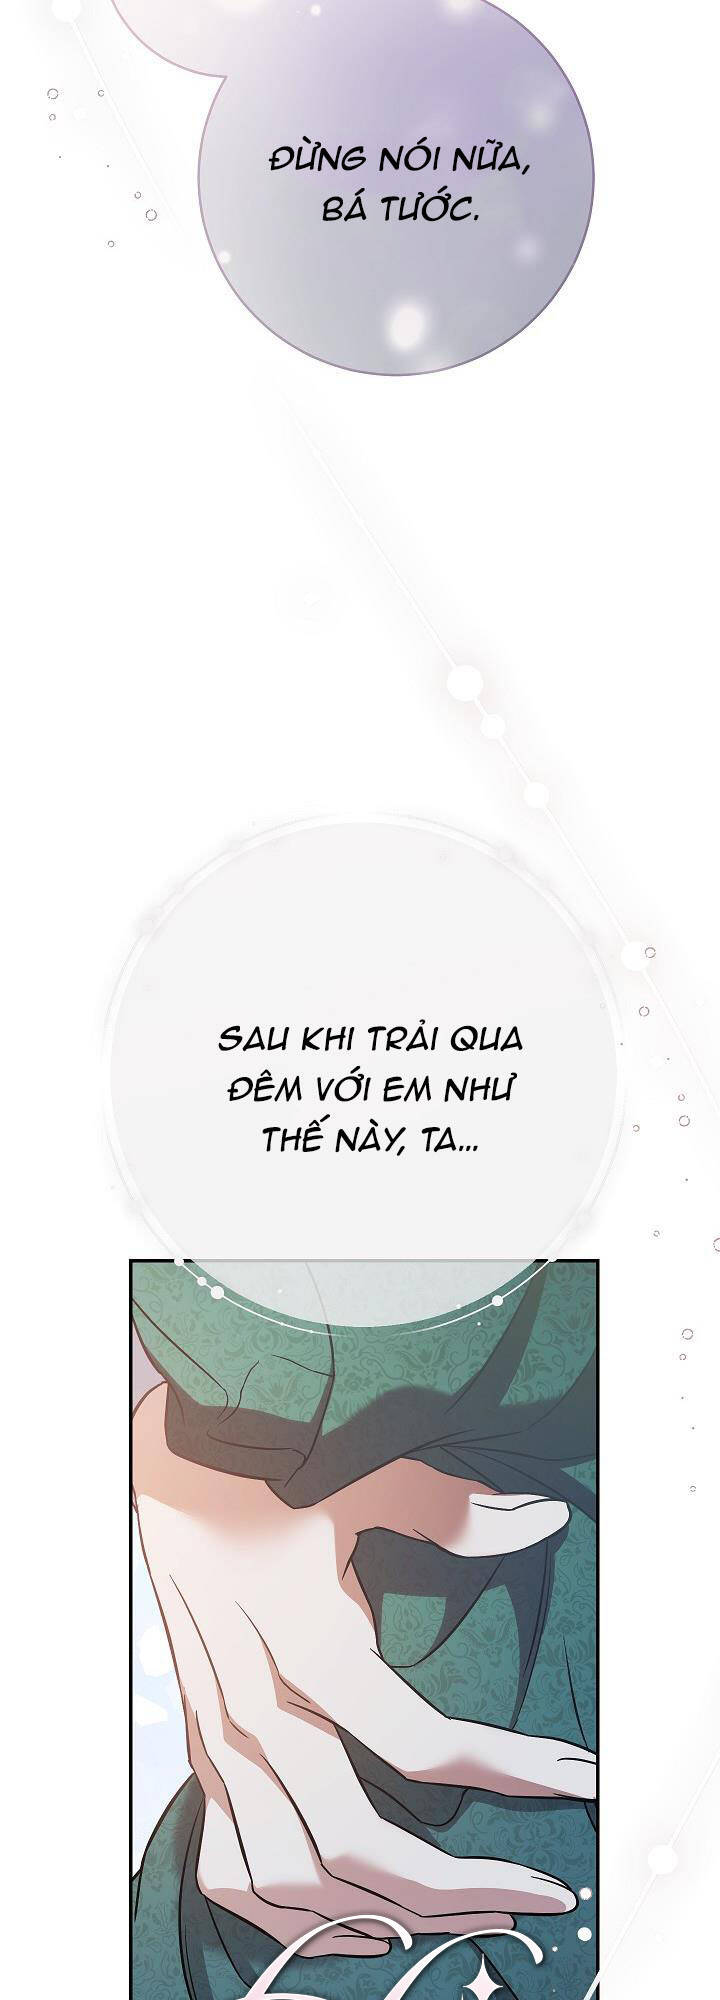 ĐỪNG NÓI NỮA,
BÁ TƯỚC.
SAU KHI TRẢI QUA
ĐÊM VỚI EM NHƯ
THẾ NÀY, TA...